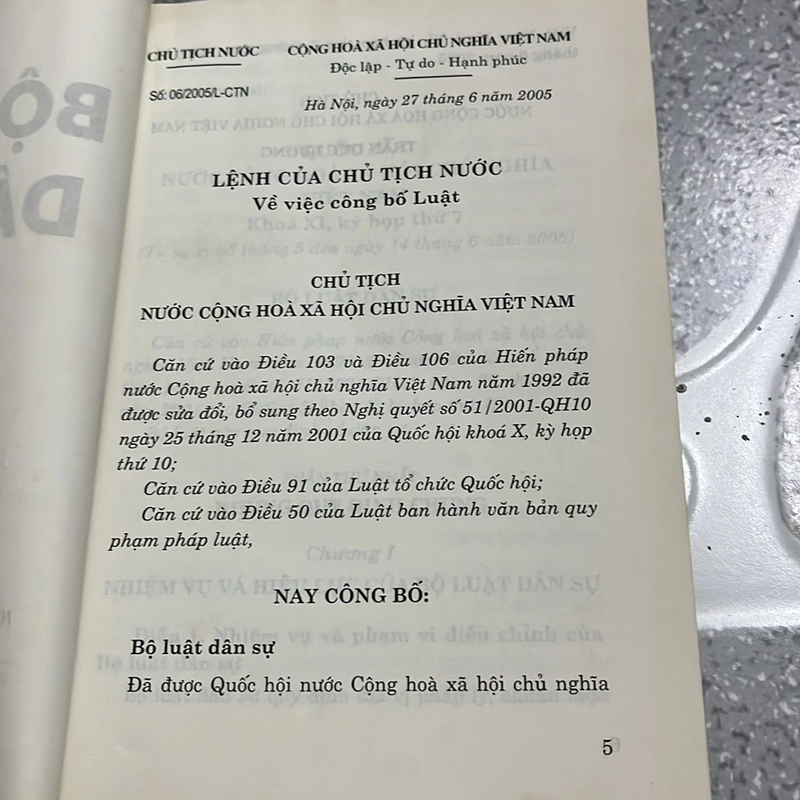 CHỦ TỊCH NƯỚC
CỘNG HOÀ XÃ HỘI CHỦ NGHĨA VIỆT NAM
Độc lập - Tự do - Hạnh phúc
Số: 06/2005/L-CTN
Hà Nội, ngày 27 tháng 6 năm 2005
LỆNH CỦA CHỦ TỊCH NƯỚC
Về việc công bố Luật
CHỦ TỊCH
NƯỚC CỘNG HOÀ XÃ HỘI CHỦ NGHĨA VIỆT NAM
Căn cứ vào Điều 103 và Điều 106 của Hiến pháp
nước Cộng hoà xã hội chủ nghĩa Việt Nam năm 1992 đã
được sửa đổi, bổ sung theo Nghị quyết số 51/2001-QH10
ngày 25 tháng 12 năm 2001 của Quốc hội khoá X, kỳ họp
thứ 10;
Căn cứ vào Điều 91 của Luật tổ chức Quốc hội;
Căn cứ vào Điều 50 của Luật ban hành văn bản quy
phạm pháp luật,
NAY CÔNG BỐ:
Bộ luật dân sự
Đã được Quốc hội nước Cộng hoà xã hội chủ nghĩa
5